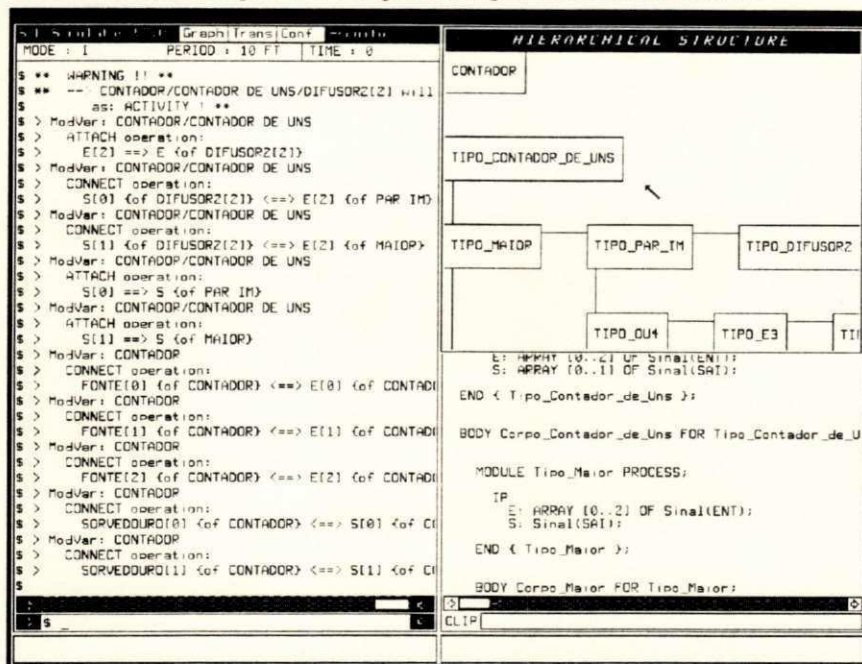 Graph|Trans|Conf
MODE : I PERIOD : 10 FT TIME : 0
$ ** WARNING !! **
$ ** --> CONTADOR/CONTADOR DE UNS/DIFUSOR2[2] will
$ as: ACTIVITY ! **
$ > ModVar: CONTADOR/CONTADOR DE UNS
$ > ATTACH operation:
$ > E[2] ==> E {of DIFUSOR2[2]}
$ > ModVar: CONTADOR/CONTADOR DE UNS
$ > CONNECT operation:
$ > S[0] {of DIFUSOR2[2]} <==> E[2] {of PAR IM}
$ > ModVar: CONTADOR/CONTADOR DE UNS
$ > CONNECT operation:
$ > S[1] {of DIFUSOR2[2]} <==> E[2] {of MAIOR}
$ > ModVar: CONTADOR/CONTADOR DE UNS
$ > ATTACH operation:
$ > S[0] ==> S {of PAR IM}
$ > ModVar: CONTADOR/CONTADOR DE UNS
$ > ATTACH operation:
$ > S[1] ==> S {of MAIOR}
$ > ModVar: CONTADOR
$ > CONNECT operation:
$ > FONTE[0] {of CONTADOR} <==> E[0] {of CONTAD
$ > ModVar: CONTADOR
$ > CONNECT operation:
$ > FONTE[1] {of CONTADOR} <==> E[1] {of CONTAD
$ > ModVar: CONTADOR
$ > CONNECT operation:
$ > FONTE[2] {of CONTADOR} <==> E[2] {of CONTAD
$ > ModVar: CONTADOR
$ > CONNECT operation:
$ > SORVEDOURO[0] {of CONTADOR} <==> S[0] {of C
$ > ModVar: CONTADOR
$ > CONNECT operation:
$ > SORVEDOURO[1] {of CONTADOR} <==> S[1] {of C
$
$ _
HIERARCHICAL STRUCTURE
CONTADOR
TIPO_CONTADOR_DE_UNS
TIPO_MAIOR TIPO_PAR_IM TIPO_DIFUSOR2
TIPO_OU4 TIPO_E3 TI
E: ARRAY [0..2] OF Sinal(ENT);
S: ARRAY [0..1] OF Sinal(SAI);
END { Tipo_Contador_de_Uns };
BODY Corpo_Contador_de_Uns FOR Tipo_Contador_de_U
MODULE Tipo_Maior PROCESS;
IP
E: ARRAY [0..2] OF Sinal(ENT);
S: Sinal(SAI);
END { Tipo_Maior };
BODY Corpo_Maior FOR Tipo_Maior;
CLIP